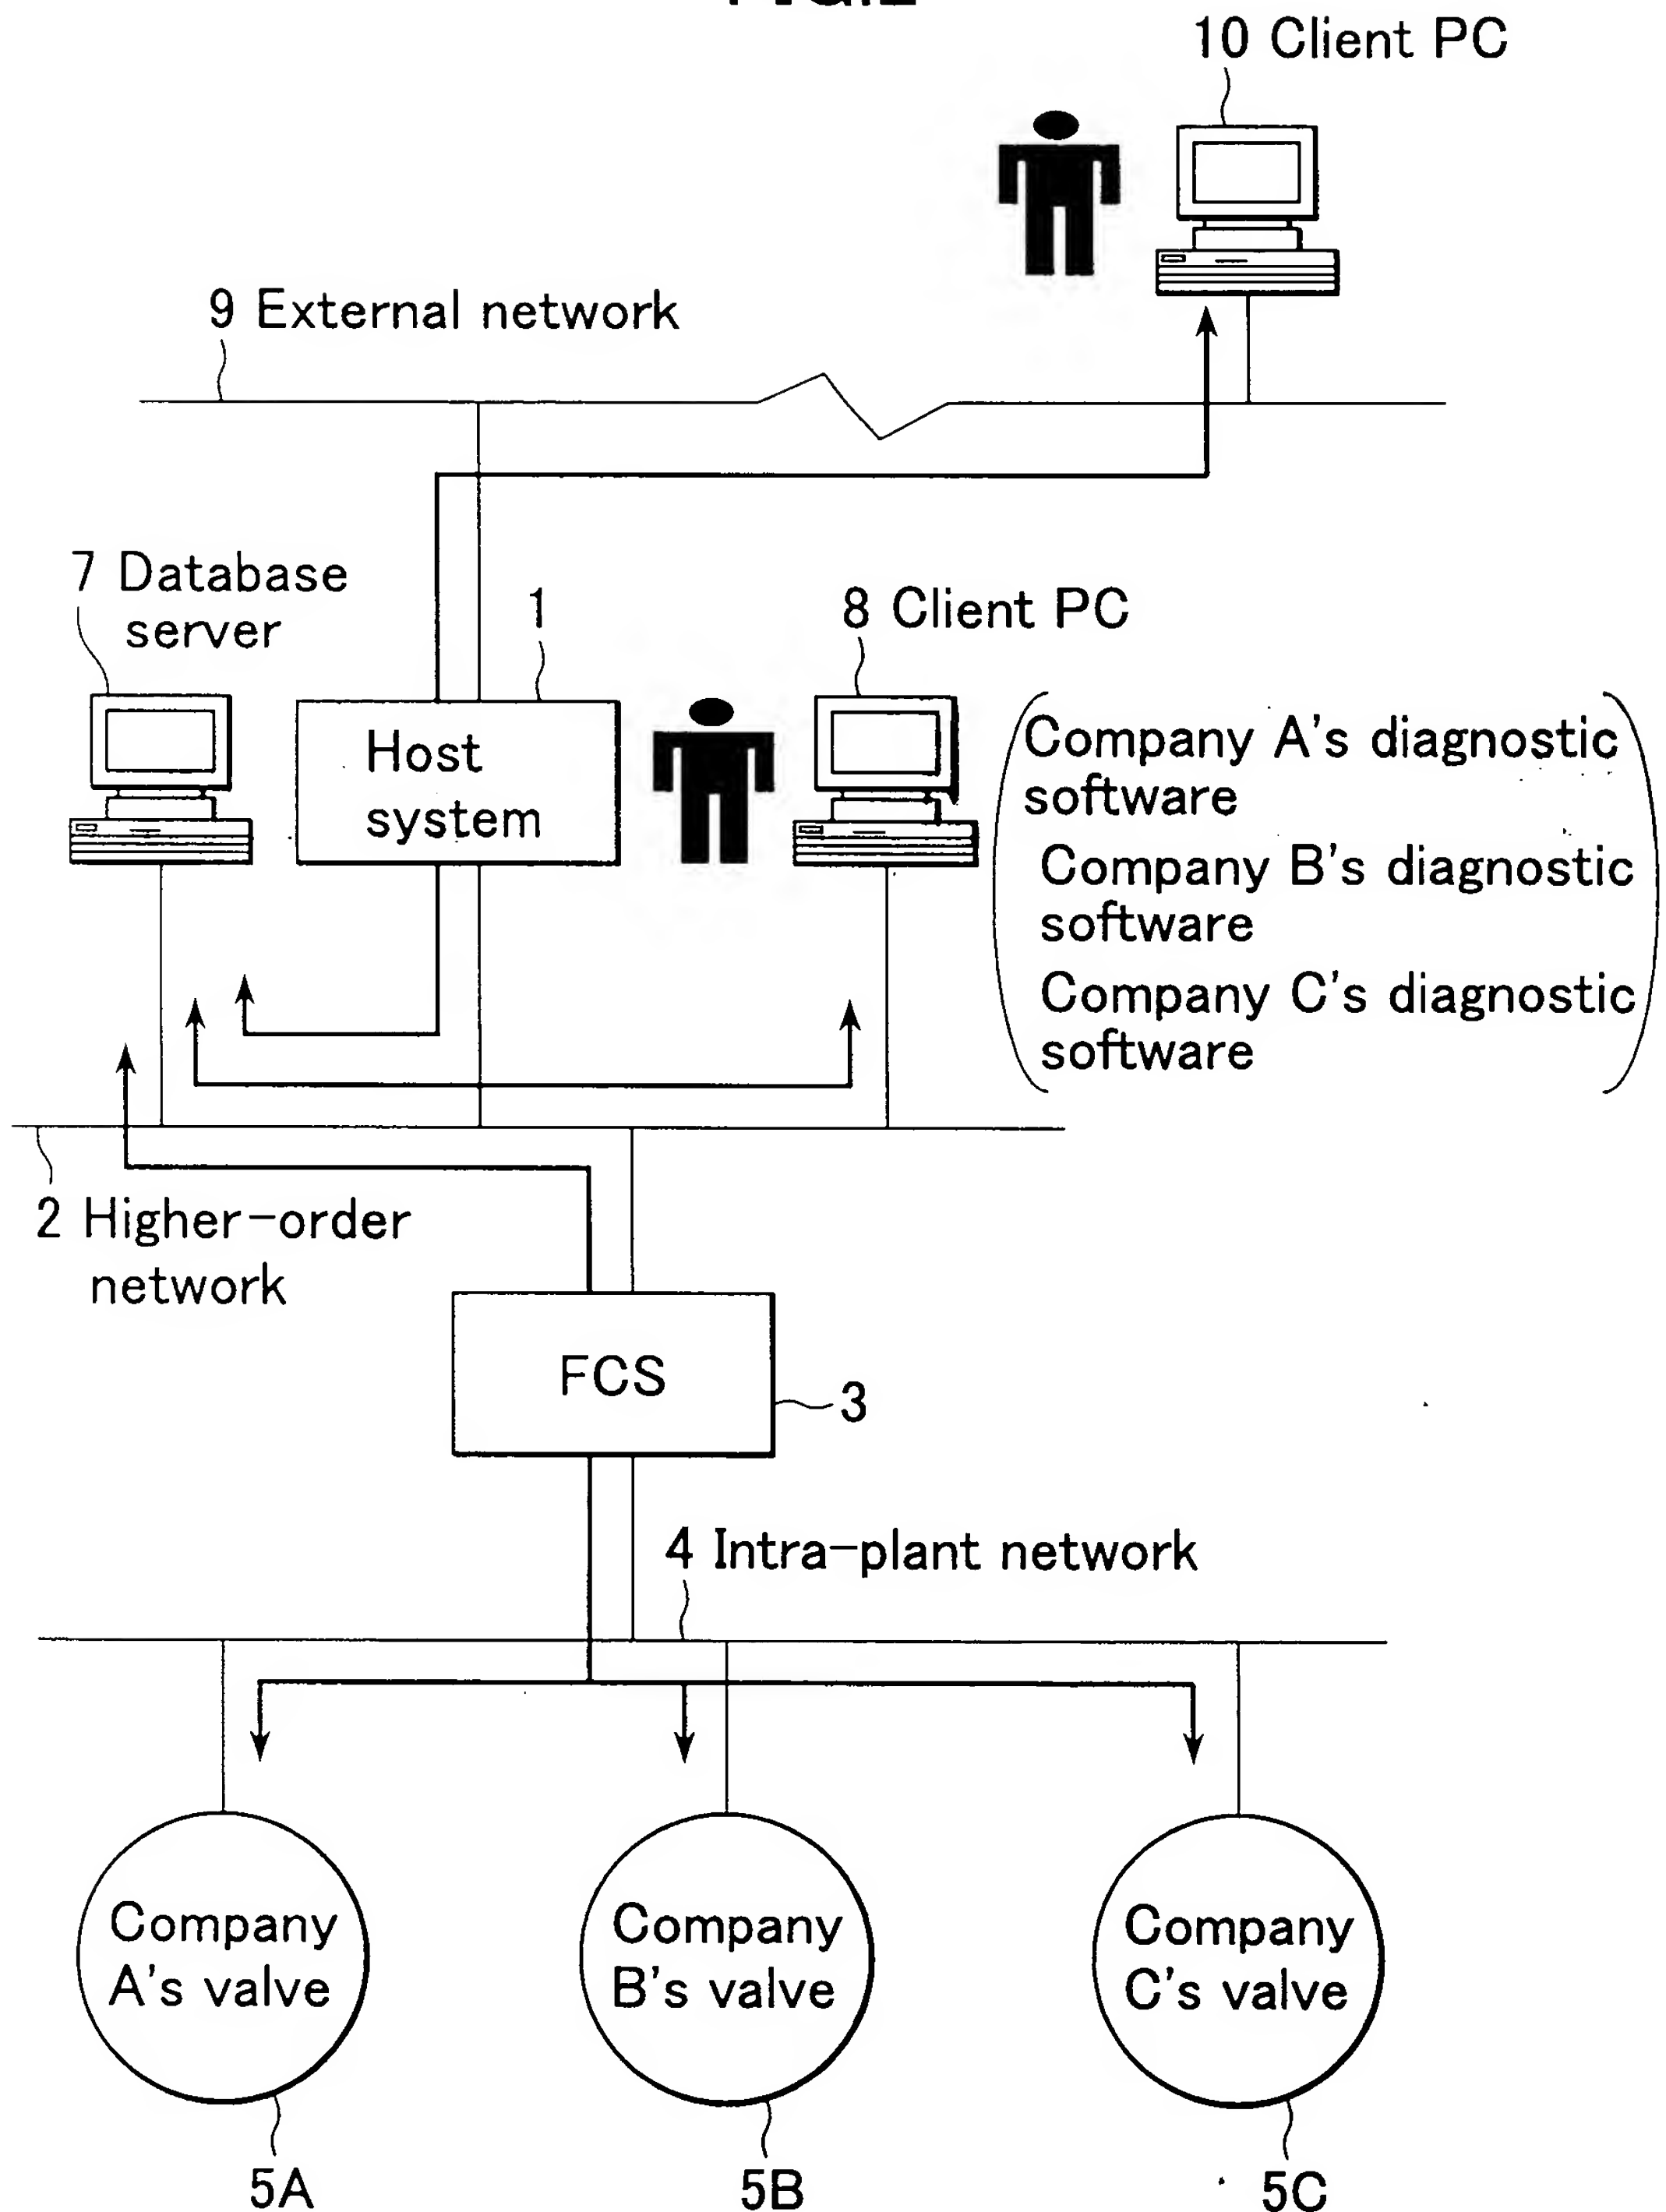 10 Client PC
9 External network
7 Database
server
1
8 Client PC
Host
system
Company A's diagnostic
software
Company B's diagnostic
software
Company C's diagnostic
software
2 Higher-order
network
FCS
3
4 Intra-plant network
Company
A's valve
Company
B's valve
Company
C's valve
5A
5B
5C